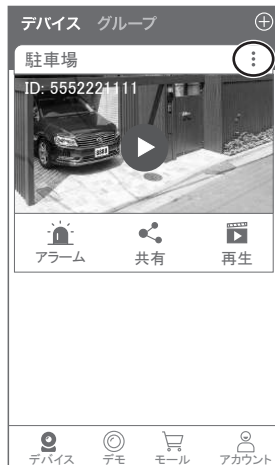 デバイス グループ
駐車場
ID: 5552221111
アラーム 共有 再生
デバイス デモ モール アカウント